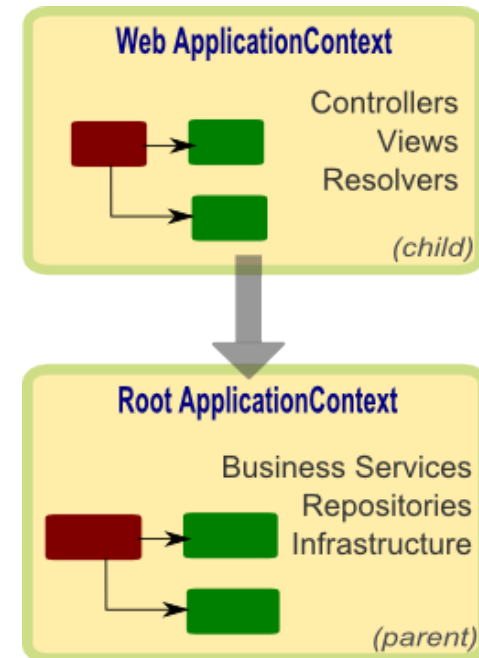 Web ApplicationContext
Controllers
Views
Resolvers
(child)
Root ApplicationContext
Business Services
Repositories
Infrastructure
(parent)